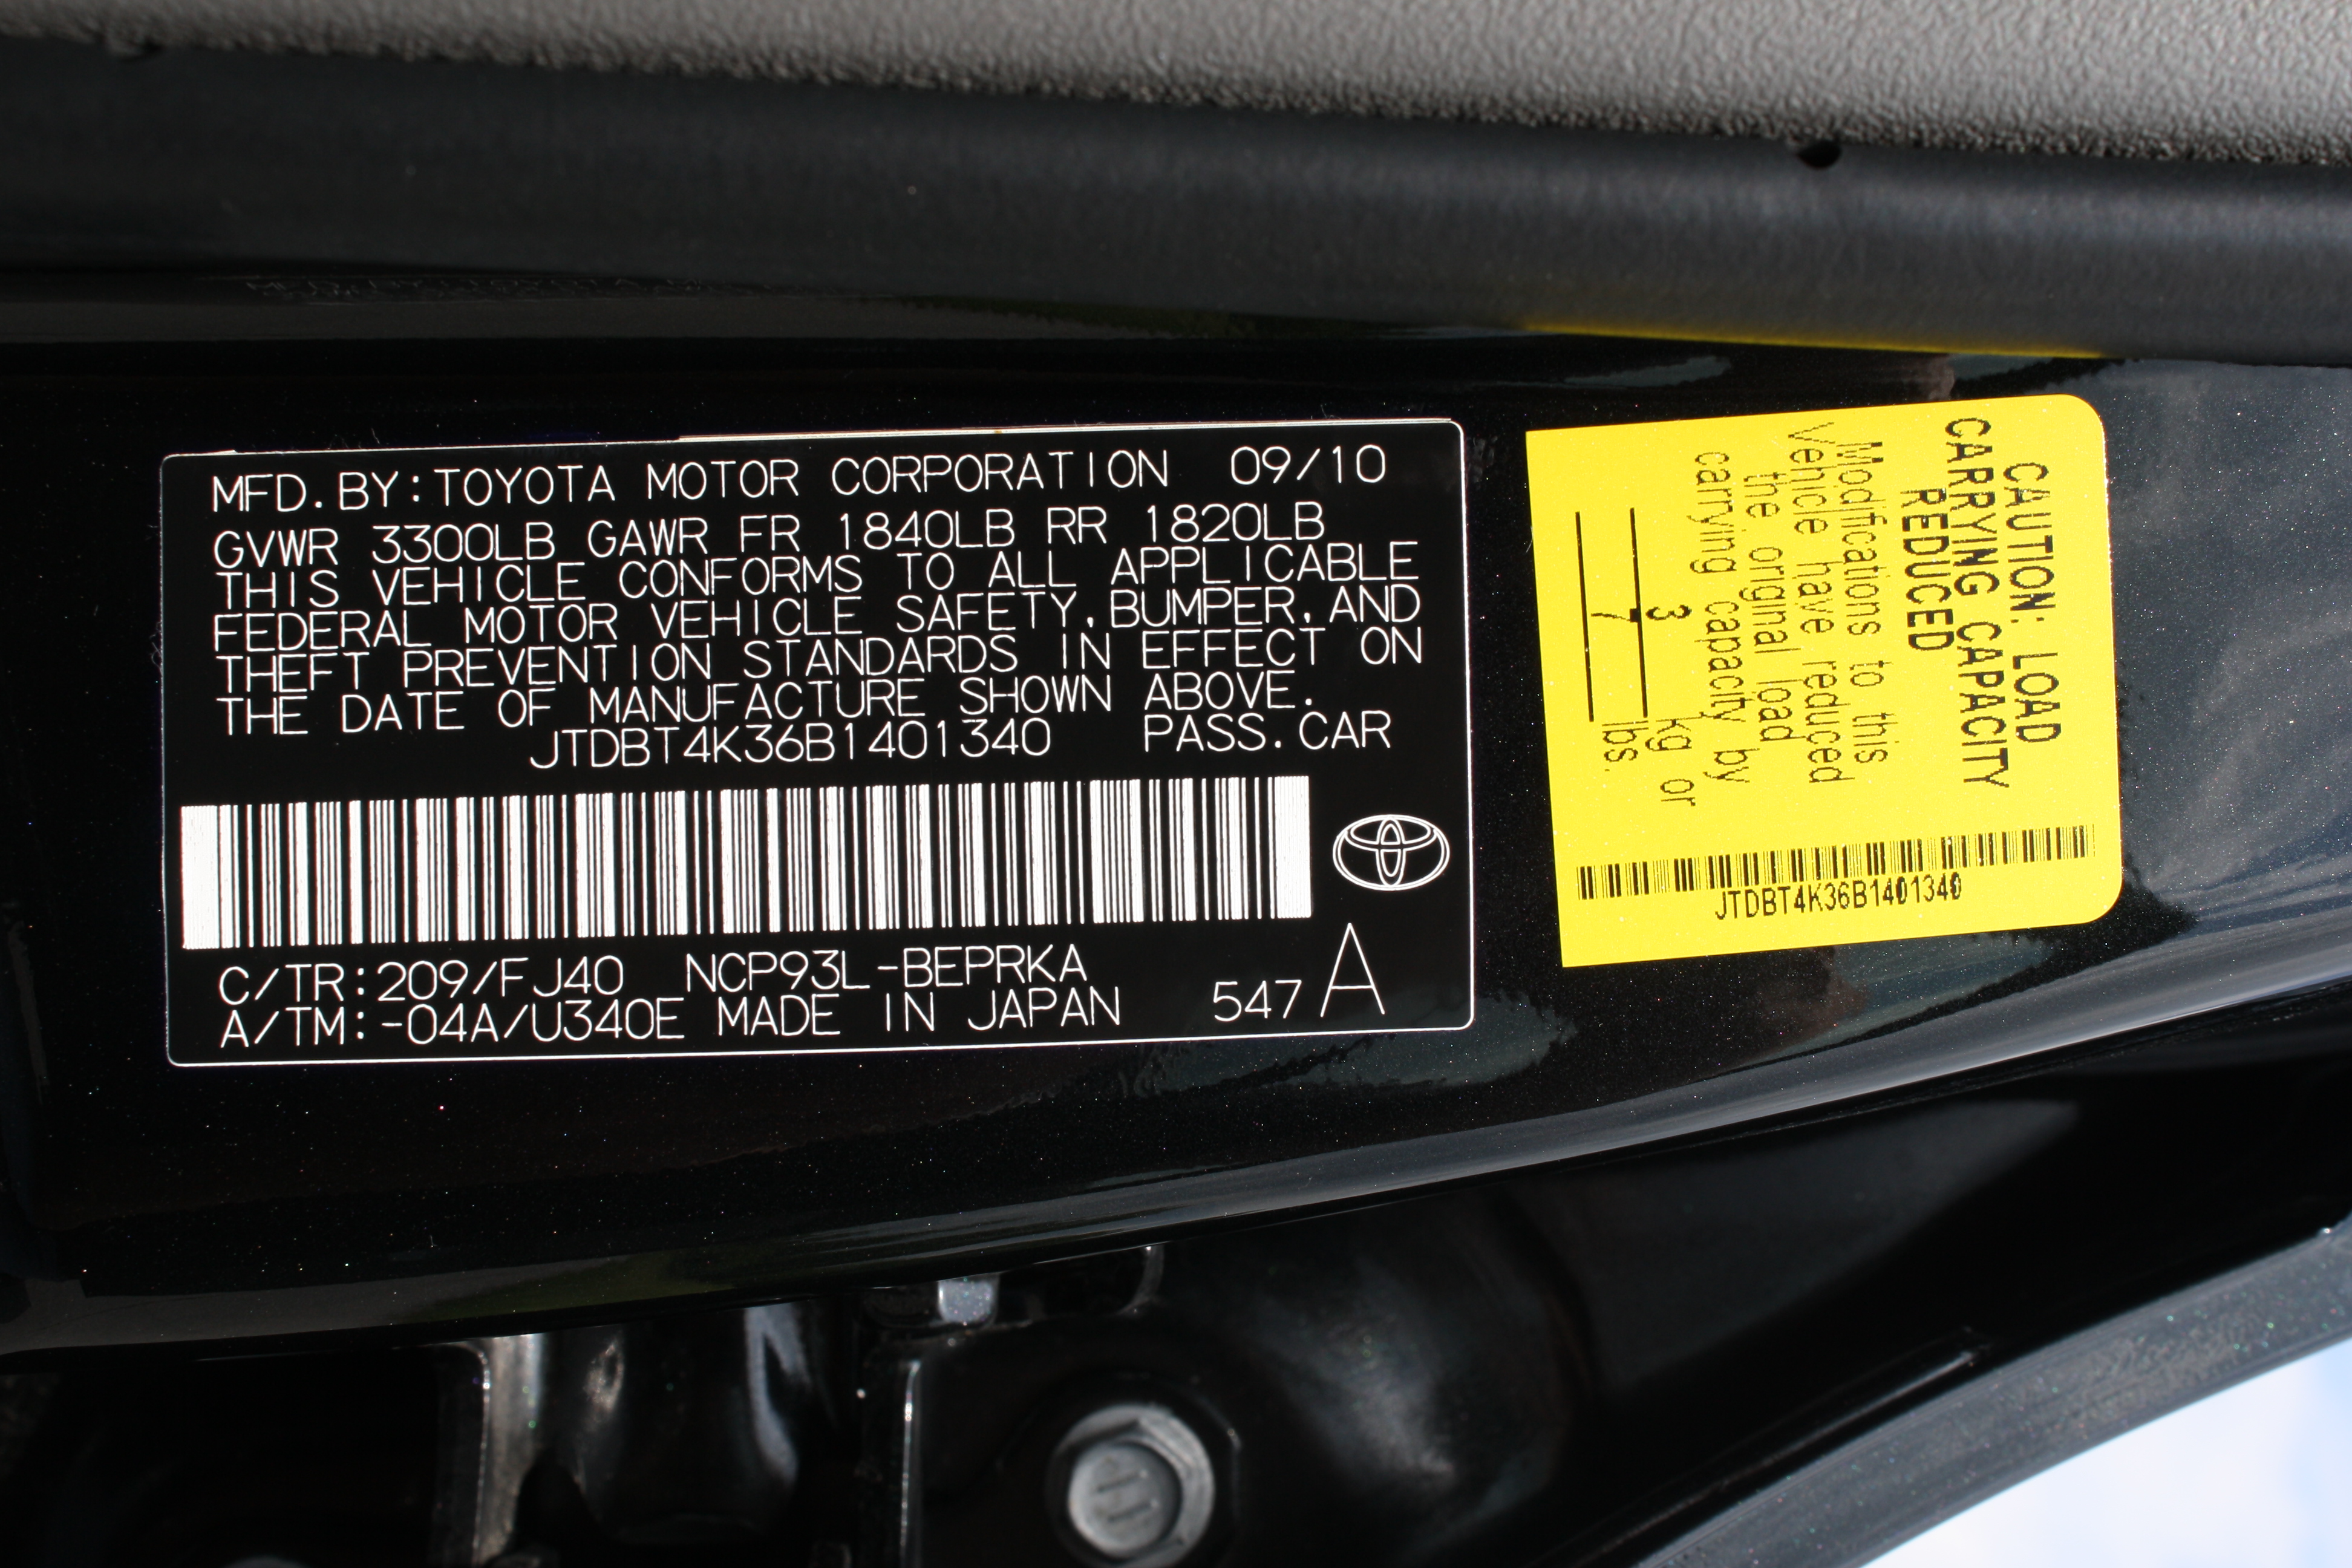 MFD.BY:TOYOTA MOTOR CORPORATION 09/10
GVWR 3300LB GAWR FR 1840LB RR 1820LB
THIS VEHICLE CONFORMS TO ALL APPLICABLE
FEDERAL MOTOR VEHICLE SAFETY,BUMPER,AND
THEFT PREVENTION STANDARDS IN EFFECT ON
THE DATE OF MANUFACTURE SHOWN ABOVE.
JTDBT4K36B1401340 PASS.CAR
C/TR:209/FJ40 NCP93L-BEPRKA
A/TM:-04A/U340E MADE IN JAPAN 547A
CAUTION: LOAD
CARRYING CAPACITY
REDUCED
Modifications to this
vehicle have reduced
the original load
carrying capacity by
3 kg or
7 lbs.
JTDBT4K36B1401340